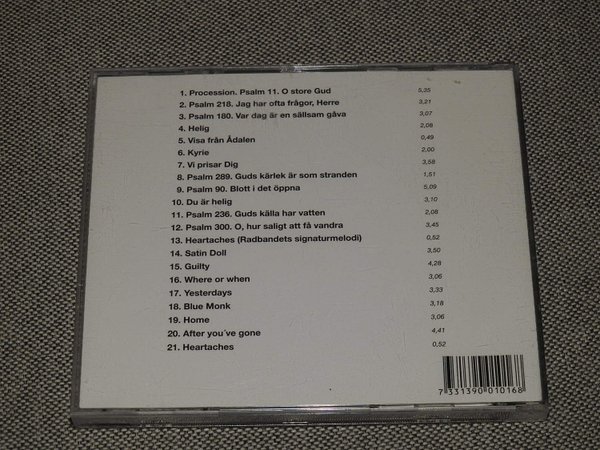 1. Procession. Psalm 11. O store Gud 5,35
2. Psalm 218. Jag har ofta frågor, Herre 3,21
3. Psalm 180. Var dag är en sällsam gåva 3,07
4. Helig 2,08
5. Visa från Ådalen 0,49
6. Kyrie 2,00
7. Vi prisar Dig 3,58
8. Psalm 289. Guds kärlek är som stranden 1,51
9. Psalm 90. Blott i det öppna 5,09
10. Du är helig 3,10
11. Psalm 236. Guds källa har vatten 2,08
12. Psalm 300. O, hur saligt att få vandra 3,45
13. Heartaches (Radbandets signaturmelodi) 0,52
14. Satin Doll 3,50
15. Guilty 4,28
16. Where or when 3,06
17. Yesterdays 3,33
18. Blue Monk 3,18
19. Home 3,06
20. After you´ve gone 4,41
21. Heartaches 0,52
7 331390 010168